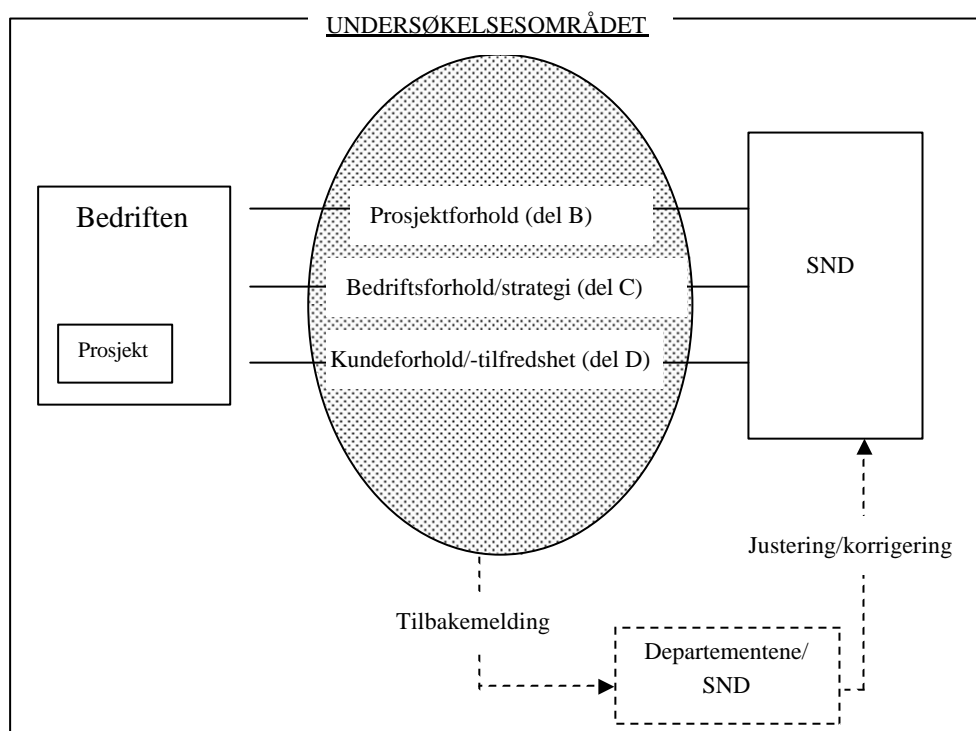 UNDERSØKELSESOMRÅDET
Bedriften
Prosjekt
Prosjektforhold (del B)
Bedriftsforhold/strategi (del C)
Kundeforhold/-tilfredshet (del D)
SND
Justering/korrigering
Tilbakemelding
Departementene/
SND